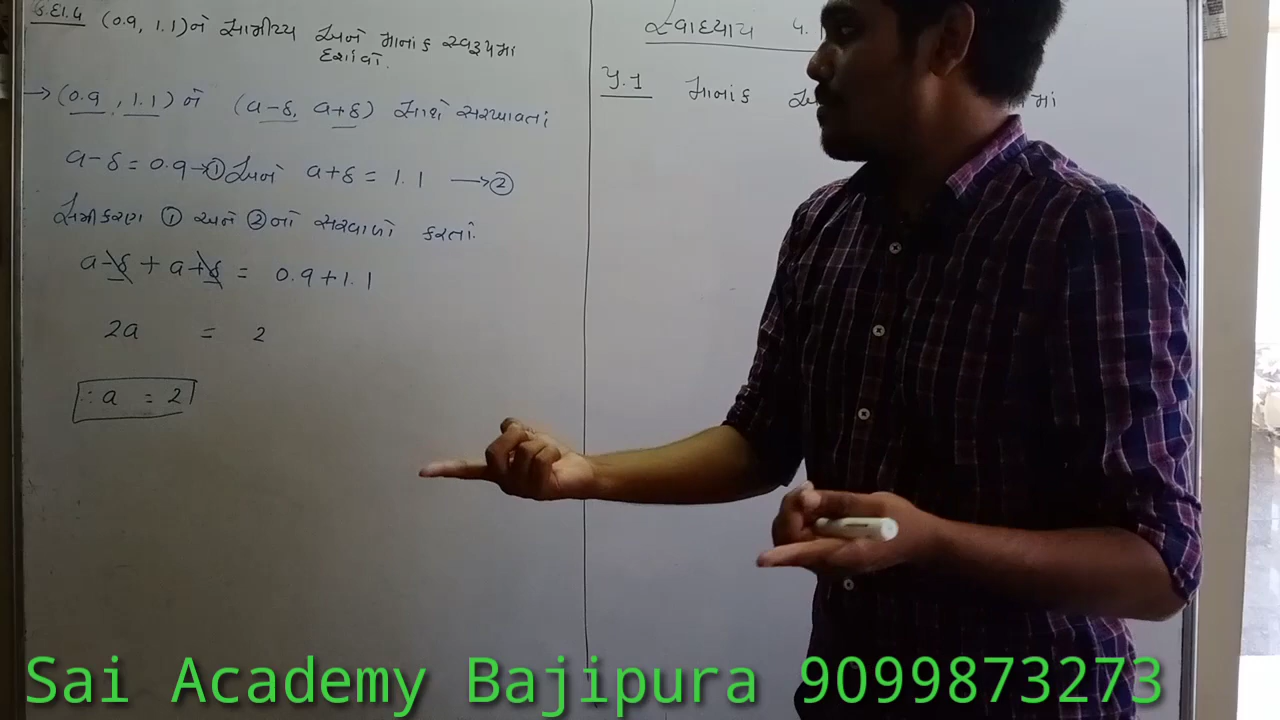 ઉદા.4 (0.9, 1.1)ને સામીપ્ય અને માનાંક સ્વરૂપમાં
દર્શાવો.
→ (0.9, 1.1) ને (a-δ, a+δ) સાથે સરખાવતાં
a-δ = 0.9 → ① અને a+δ = 1.1 → ②
સમીકરણ ① અને ②નો સરવાળો કરતાં.
a-δ + a+δ = 0.9+1.1
2a = 2
∴ a = 2
સ્વાધ્યાય 4.
પ્ર.1 માનાંક
માં
Sai Academy Bajipura 9099873273